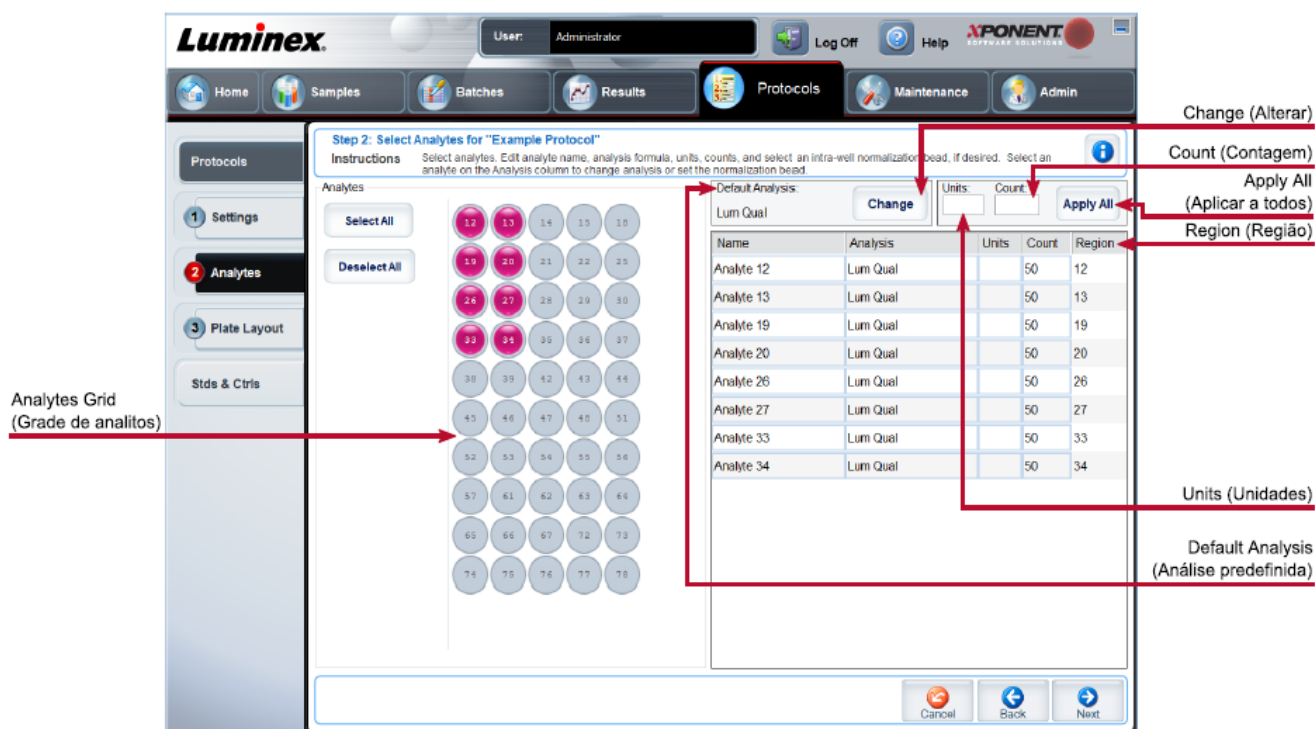 Luminex.
User: Administrator
Log Off
Help
XPONENT.
SOFTWARE SOLUTIONS
Home
Samples
Batches
Results
Protocols
Maintenance
Admin
Protocols
1 Settings
2 Analytes
3 Plate Layout
Stds & Ctrls
Step 2: Select Analytes for "Example Protocol"
Instructions Select analytes. Edit analyte name, analysis formula, units, counts, and select an intra-well normalization bead, if desired. Select an
analyte on the Analysis column to change analysis or set the normalization bead.
Analytes
Select All
Deselect All
12 13 14 15 18
19 20 21 22 25
26 27 28 29 30
33 34 35 36 37
38 39 42 43 44
45 46 47 48 51
52 53 54 55 56
57 61 62 63 64
65 66 67 72 73
74 75 76 77 78
Default Analysis:
Lum Qual
Change
Units: Count:
Apply All
Name Analysis Units Count Region
Analyte 12 Lum Qual 50 12
Analyte 13 Lum Qual 50 13
Analyte 19 Lum Qual 50 19
Analyte 20 Lum Qual 50 20
Analyte 26 Lum Qual 50 26
Analyte 27 Lum Qual 50 27
Analyte 33 Lum Qual 50 33
Analyte 34 Lum Qual 50 34
Cancel
Back
Next
Analytes Grid
(Grade de analitos)
Change (Alterar)
Count (Contagem)
Apply All
(Aplicar a todos)
Region (Região)
Units (Unidades)
Default Analysis
(Análise predefinida)